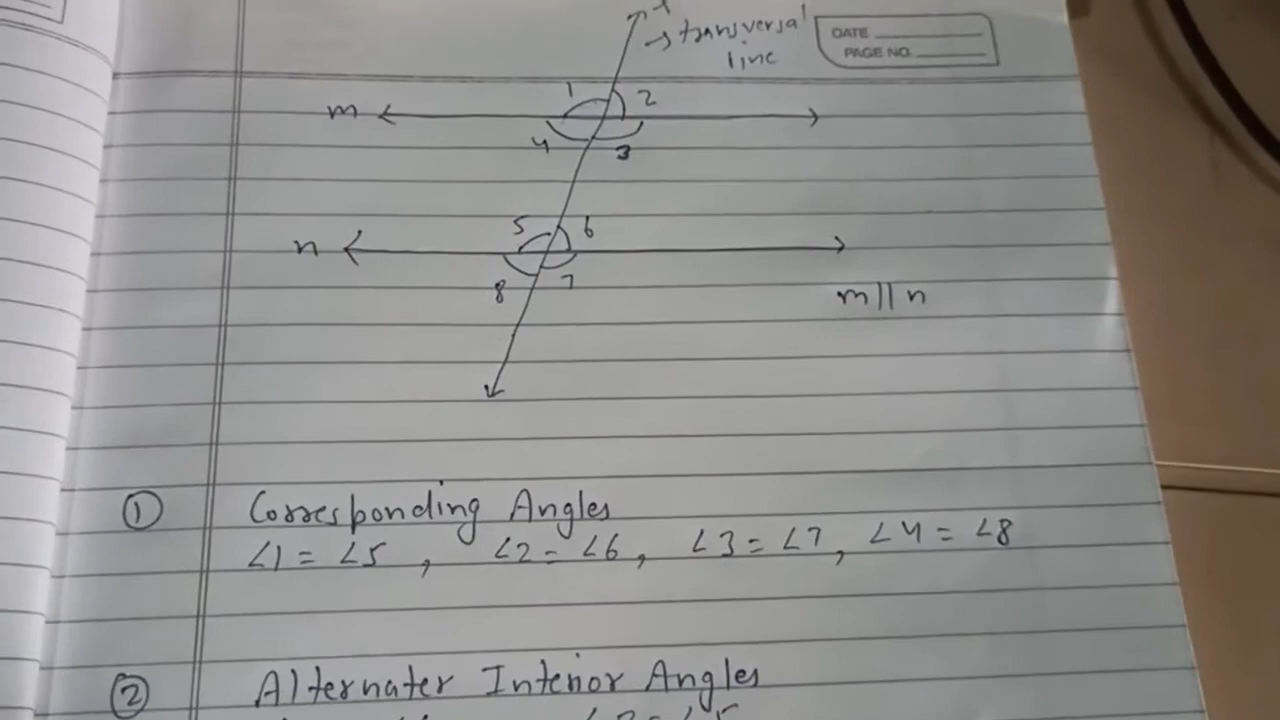 → transversal
line
DATE
PAGE NO.
1 2
m
4 3
5 6
n
8 7
m||n
① Corresponding Angles
∠1 = ∠5 , ∠2 = ∠6 , ∠3 = ∠7 , ∠4 = ∠8
② Alternater Interior Angles